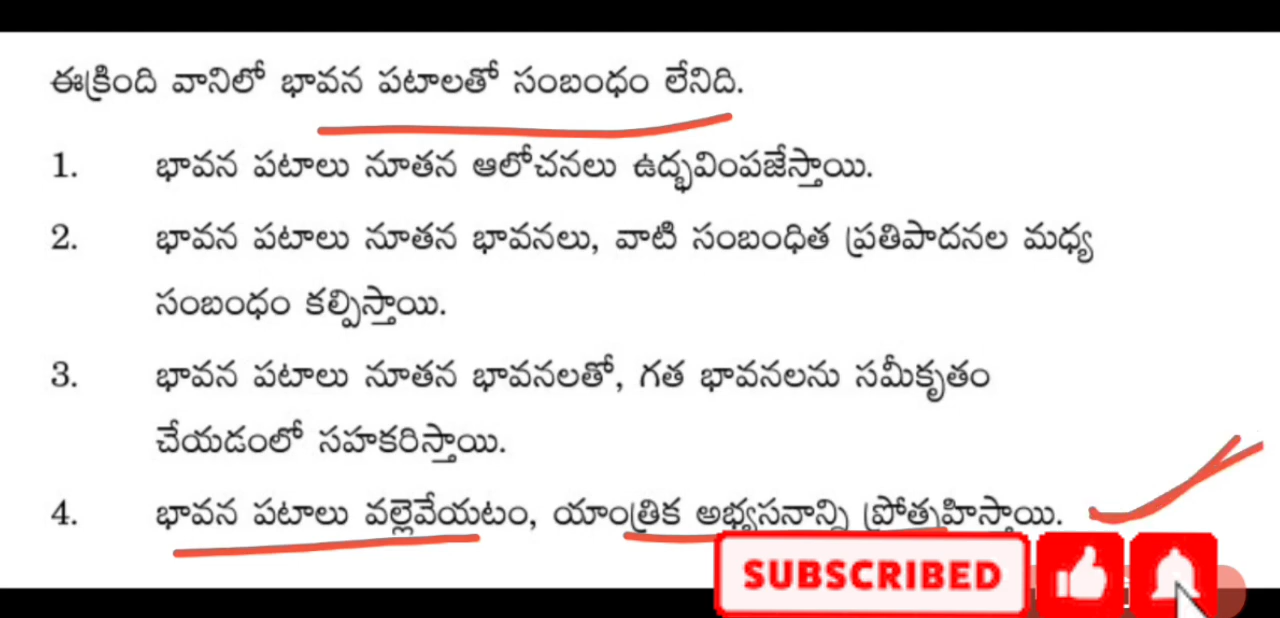 ఈక్రింది వానిలో భావన పటాలతో సంబంధం లేనిది.
1. భావన పటాలు నూతన ఆలోచనలు ఉద్భవింపజేస్తాయి.
2. భావన పటాలు నూతన భావనలు, వాటి సంబంధిత ప్రతిపాదనల మధ్య
సంబంధం కల్పిస్తాయి.
3. భావన పటాలు నూతన భావనలతో, గత భావనలను సమీకృతం
చేయడంలో సహకరిస్తాయి.
4. భావన పటాలు వల్లెవేయటం, యాంత్రిక అభ్యసనాన్ని ప్రోత్సహిస్తాయి.
SUBSCRIBED